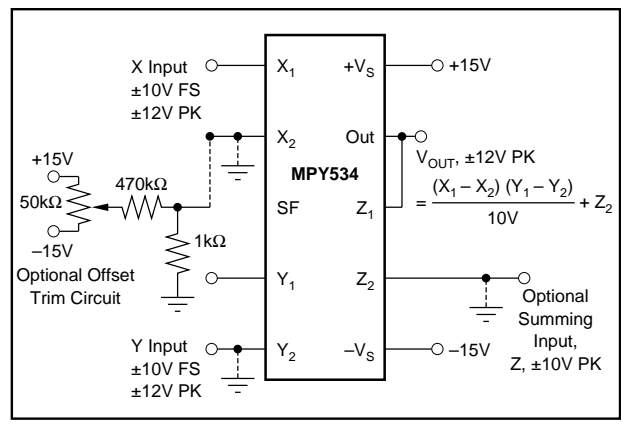 X Input
±10V FS
±12V PK
X1
+VS
+15V
X2
Out
MPY534
VOUT, ±12V PK
= (X1 – X2) (Y1 – Y2) / 10V + Z2
+15V
470kΩ
50kΩ
SF
Z1
–15V
1kΩ
Optional Offset
Trim Circuit
Y1
Z2
Optional
Summing
Input,
Z, ±10V PK
Y Input
±10V FS
±12V PK
Y2
–VS
–15V